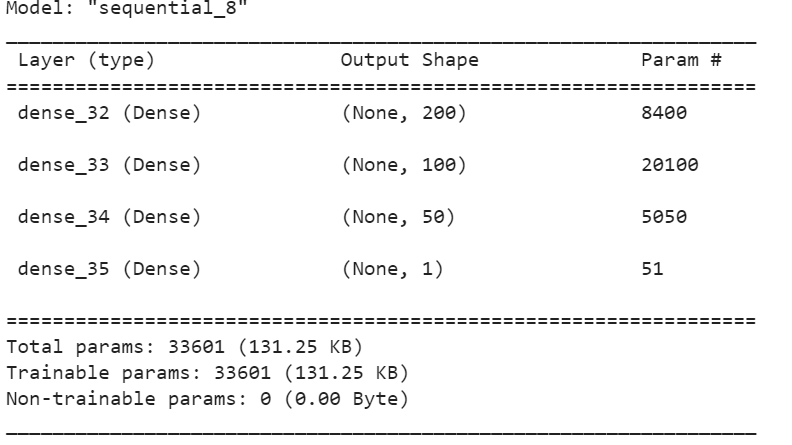 Model: "sequential_8"
_________________________________________________________________
Layer (type)                Output Shape              Param #
=================================================================
dense_32 (Dense)            (None, 200)               8400
dense_33 (Dense)            (None, 100)               20100
dense_34 (Dense)            (None, 50)                5050
dense_35 (Dense)            (None, 1)                 51
=================================================================
Total params: 33601 (131.25 KB)
Trainable params: 33601 (131.25 KB)
Non-trainable params: 0 (0.00 Byte)
_________________________________________________________________